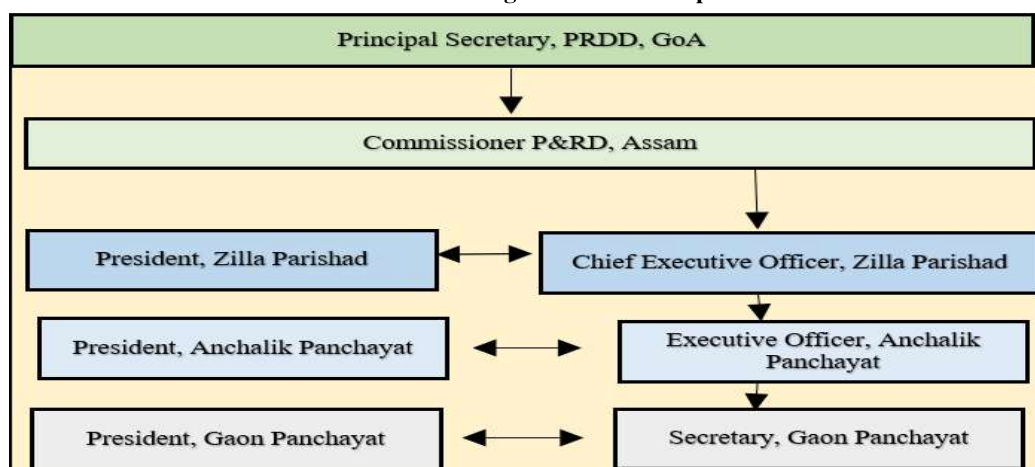 Principal Secretary, PRDD, GoA
Commissioner P&RD, Assam
President, Zilla Parishad
Chief Executive Officer, Zilla Parishad
President, Anchalik Panchayat
Executive Officer, Anchalik
Panchayat
President, Gaon Panchayat
Secretary, Gaon Panchayat